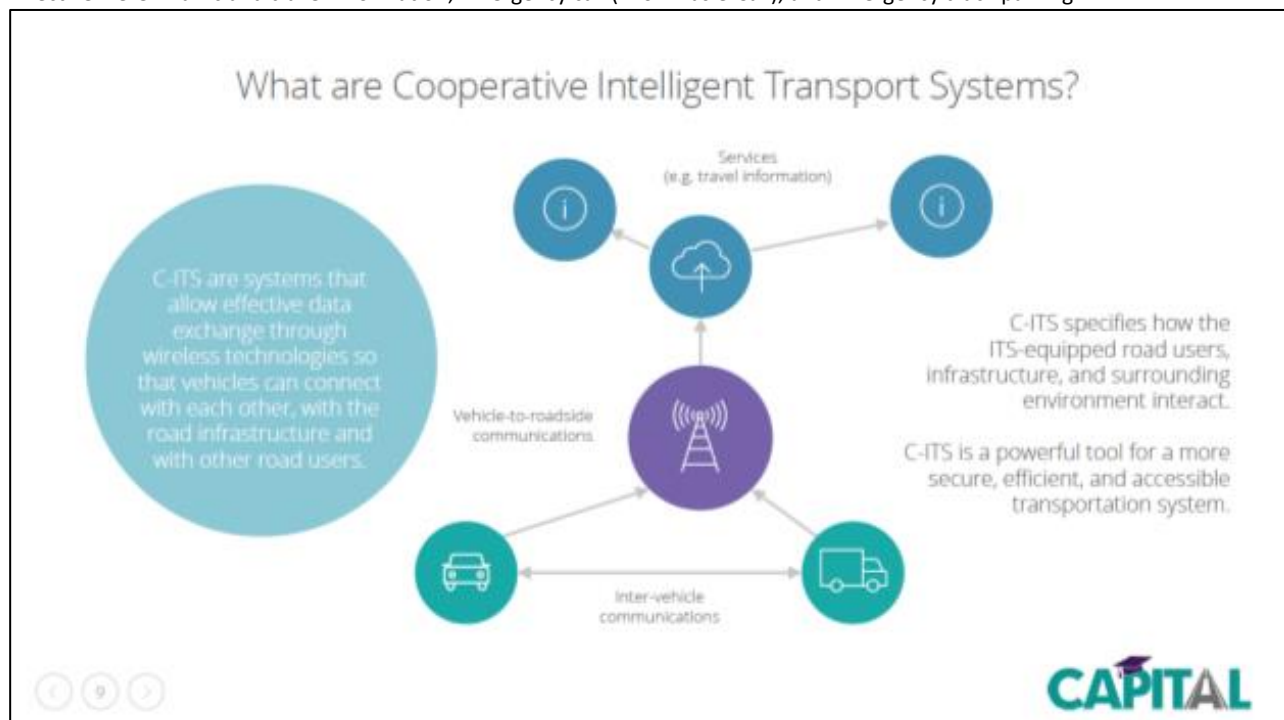 What are Cooperative Intelligent Transport Systems?
Services
(e.g. travel information)
i
i
C-ITS are systems that
allow effective data
exchange through
wireless technologies so
that vehicles can connect
with each other, with the
road infrastructure and
with other road users.
Vehicle-to-roadside
communications
C-ITS specifies how the
ITS-equipped road users,
infrastructure, and surrounding
environment interact.
C-ITS is a powerful tool for a more
secure, efficient, and accessible
transportation system.
Inter-vehicle
communications
9
CAPITAL